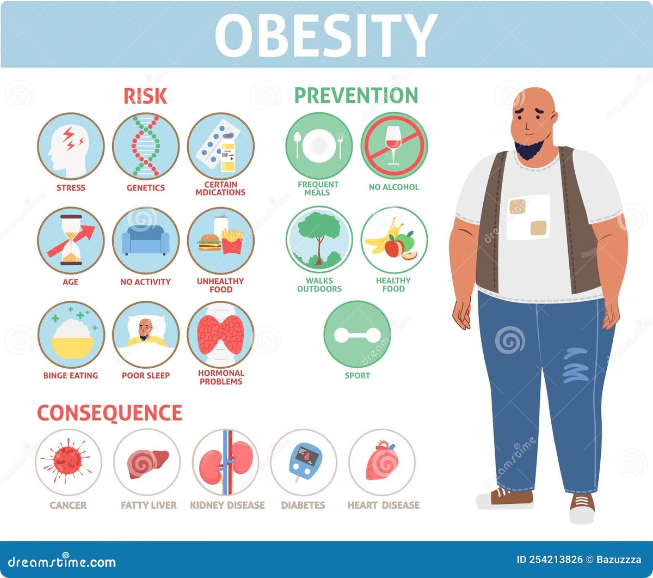 OBESITY
RISK
STRESS
GENETICS
CERTAIN
MDICATIONS
AGE
NO ACTIVITY
UNHEALTHY
FOOD
BINGE EATING
POOR SLEEP
HORMONAL
PROBLEMS
PREVENTION
FREQUENT
MEALS
NO ALCOHOL
WALKS
OUTDOORS
HEALTHY
FOOD
SPORT
CONSEQUENCE
CANCER
FATTY LIVER
KIDNEY DISEASE
DIABETES
HEART DISEASE
dreamstime.com
ID 254213826 © Bazuzzza